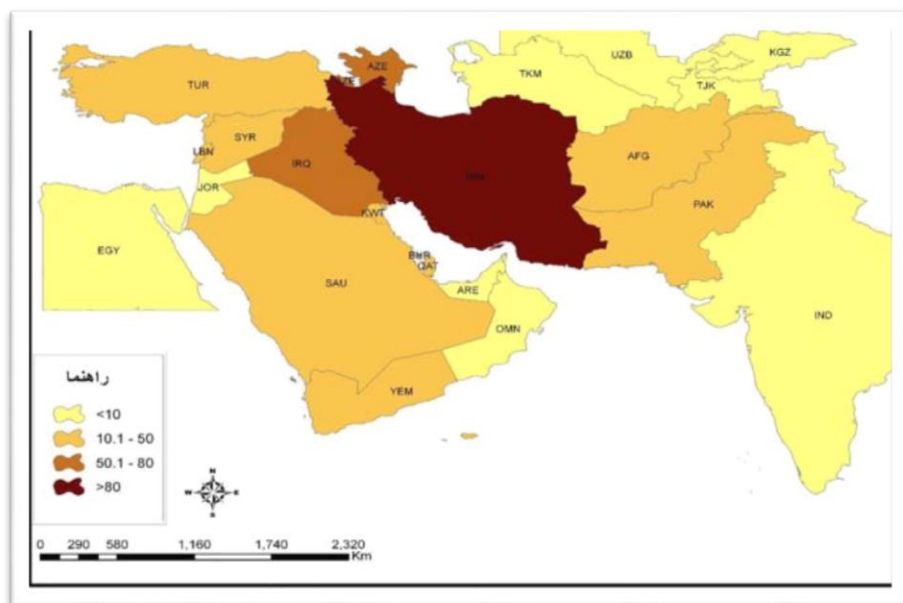 AZE
KGZ
UZB
TUR
TKM
TJK
SYR
LBN
IRQ
AFG
JOR
PAK
KWT
EGY
BHR
QAT
SAU
ARE
IND
OMN
YEM
راهنما
<10
10.1 - 50
50.1 - 80
>80
N
W E
S
0 290 580 1,160 1,740 2,320
Km